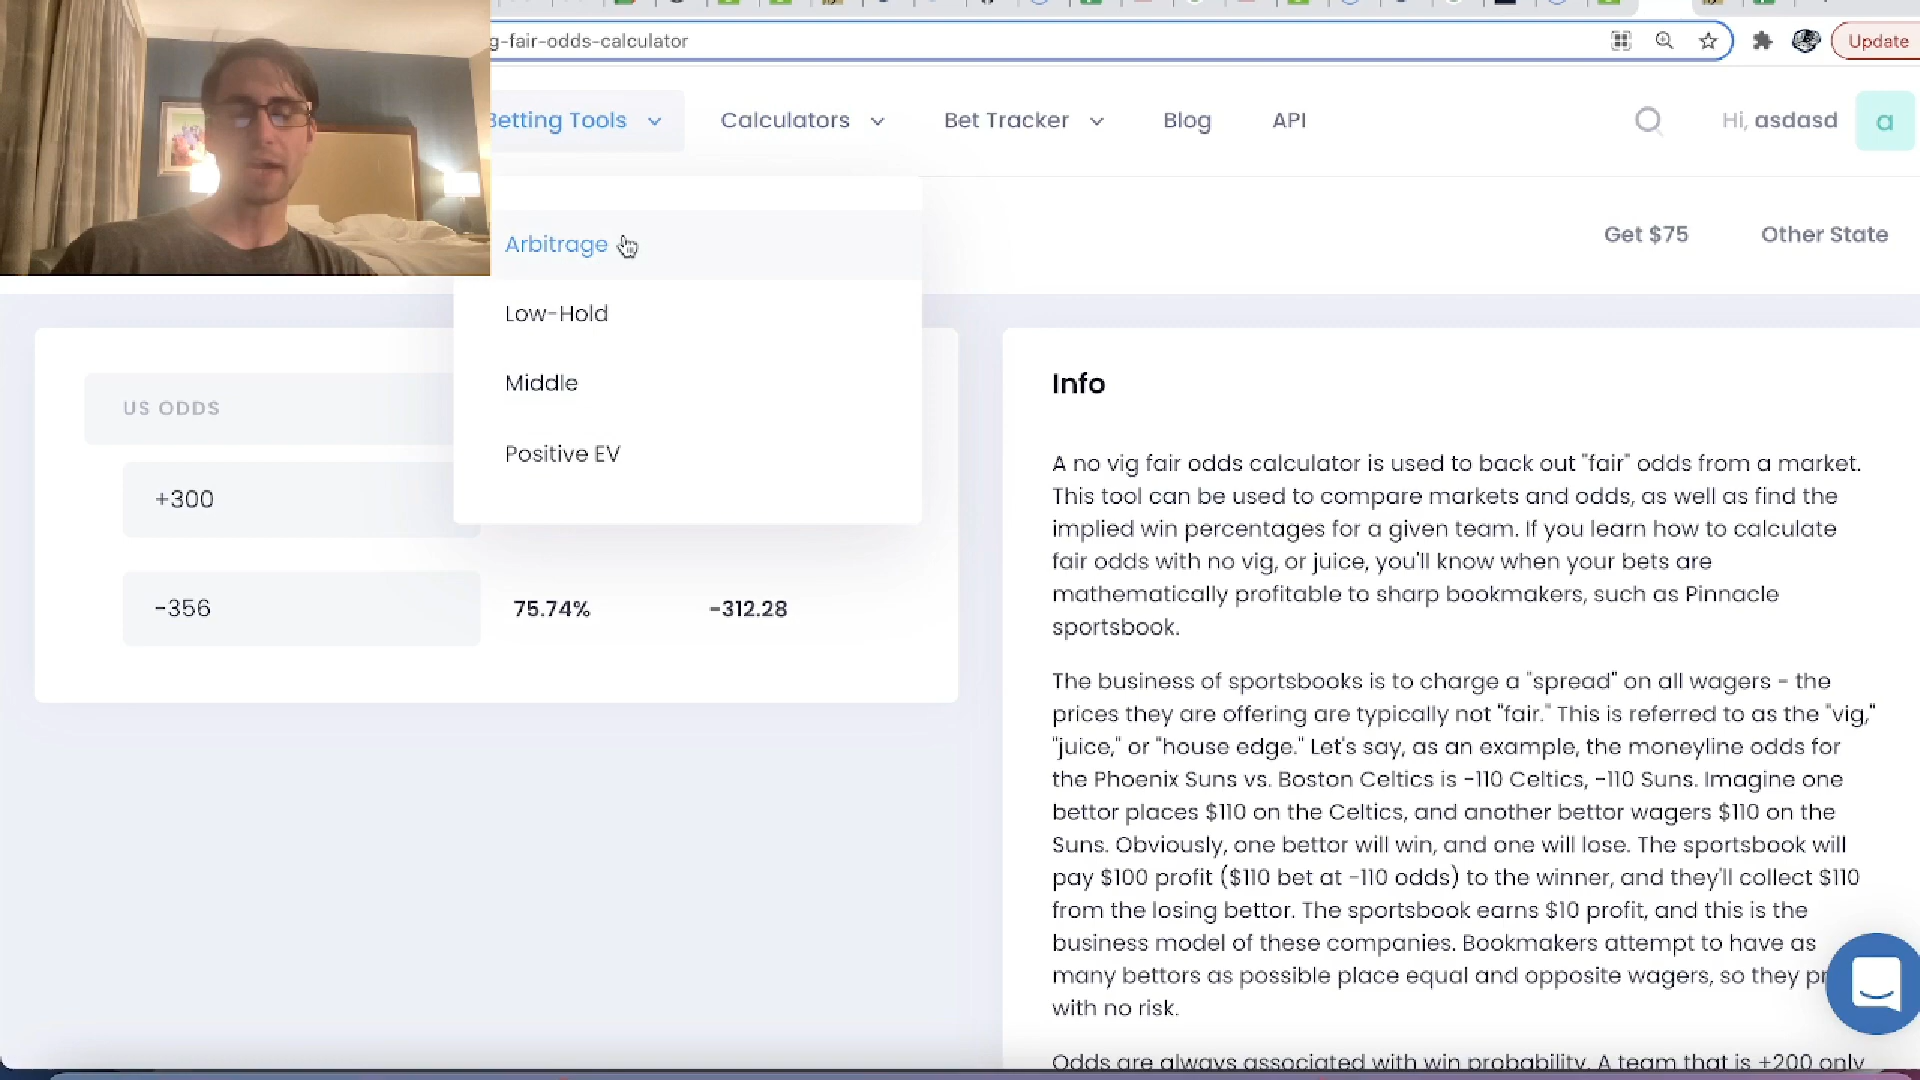 g-fair-odds-calculator
Update
Betting Tools
Calculators
Bet Tracker
Blog
API
Hi, asdasd
a
Arbitrage
Low-Hold
Middle
Positive EV
Get $75
Other State
US ODDS
+300
-356
75.74%
-312.28
Info
A no vig fair odds calculator is used to back out "fair" odds from a market.
This tool can be used to compare markets and odds, as well as find the
implied win percentages for a given team. If you learn how to calculate
fair odds with no vig, or juice, you'll know when your bets are
mathematically profitable to sharp bookmakers, such as Pinnacle
sportsbook.
The business of sportsbooks is to charge a "spread" on all wagers - the
prices they are offering are typically not "fair." This is referred to as the "vig,"
"juice," or "house edge." Let's say, as an example, the moneyline odds for
the Phoenix Suns vs. Boston Celtics is -110 Celtics, -110 Suns. Imagine one
bettor places $110 on the Celtics, and another bettor wagers $110 on the
Suns. Obviously, one bettor will win, and one will lose. The sportsbook will
pay $100 profit ($110 bet at -110 odds) to the winner, and they'll collect $110
from the losing bettor. The sportsbook earns $10 profit, and this is the
business model of these companies. Bookmakers attempt to have as
many bettors as possible place equal and opposite wagers, so they pr
with no risk.
Odds are always associated with win probability. A team that is +200 only